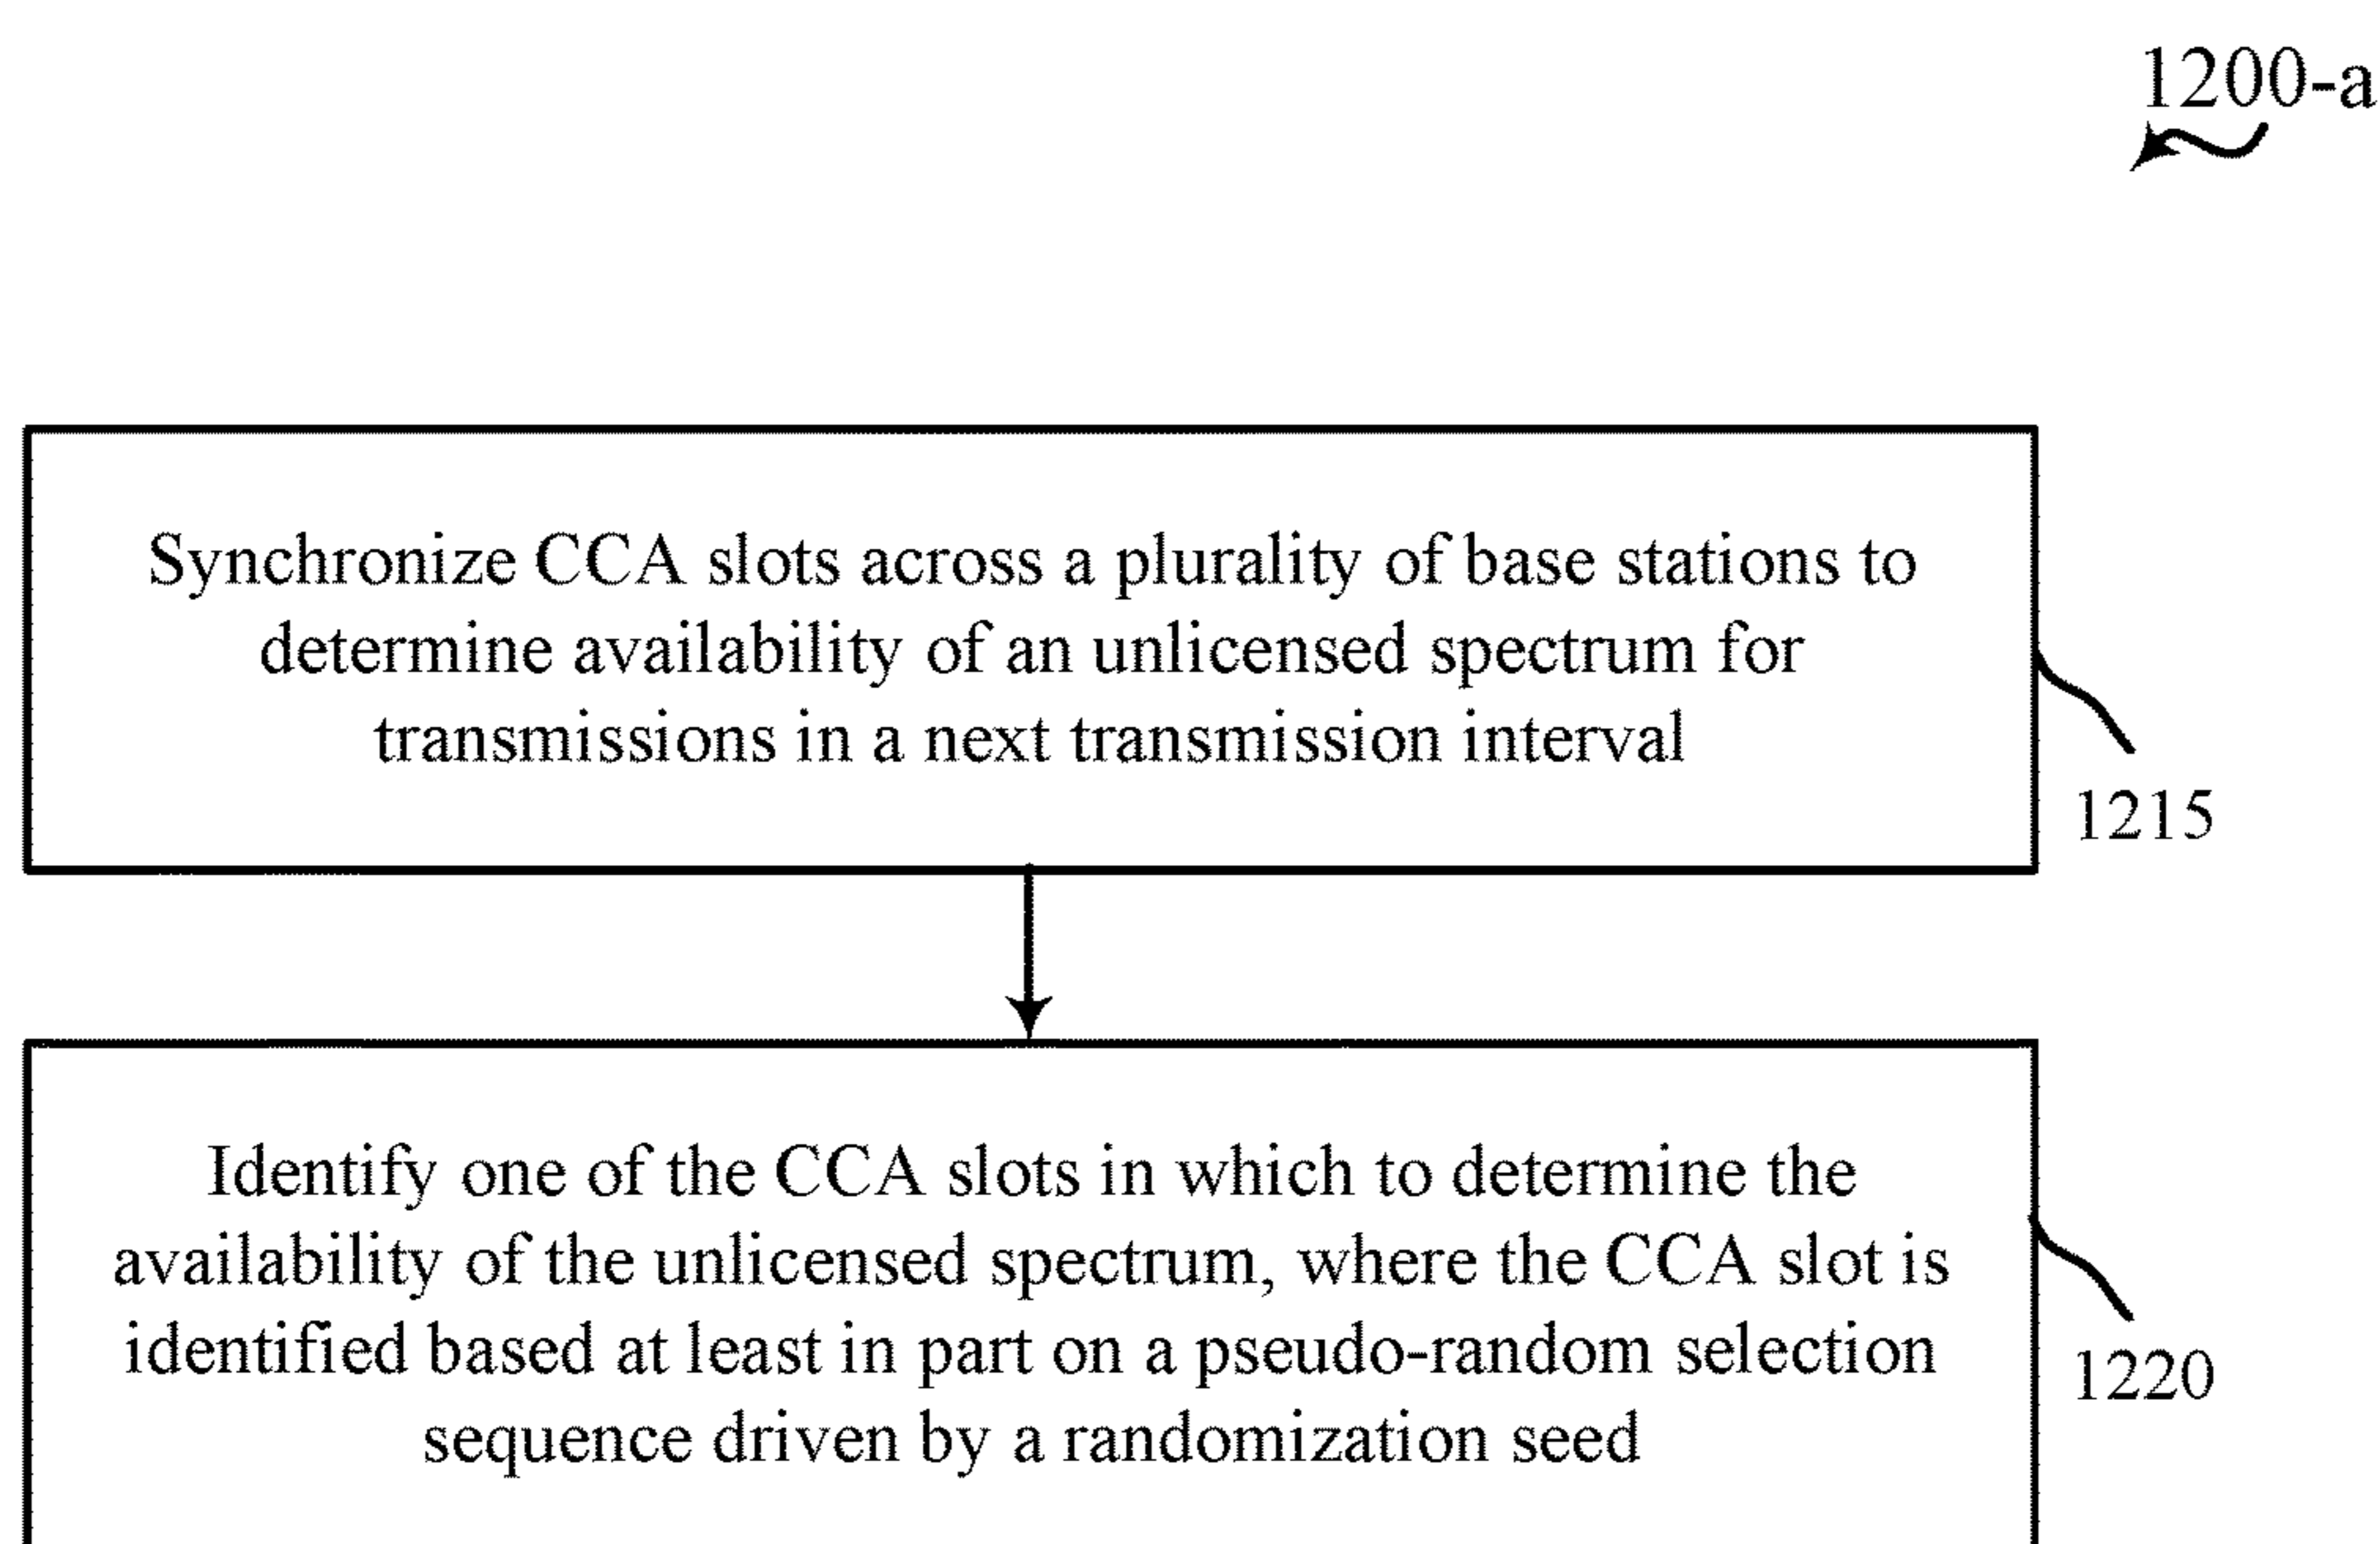 1200-a
Synchronize CCA slots across a plurality of base stations to
determine availability of an unlicensed spectrum for
transmissions in a next transmission interval
1215
Identify one of the CCA slots in which to determine the
availability of the unlicensed spectrum, where the CCA slot is
identified based at least in part on a pseudo-random selection
sequence driven by a randomization seed
1220